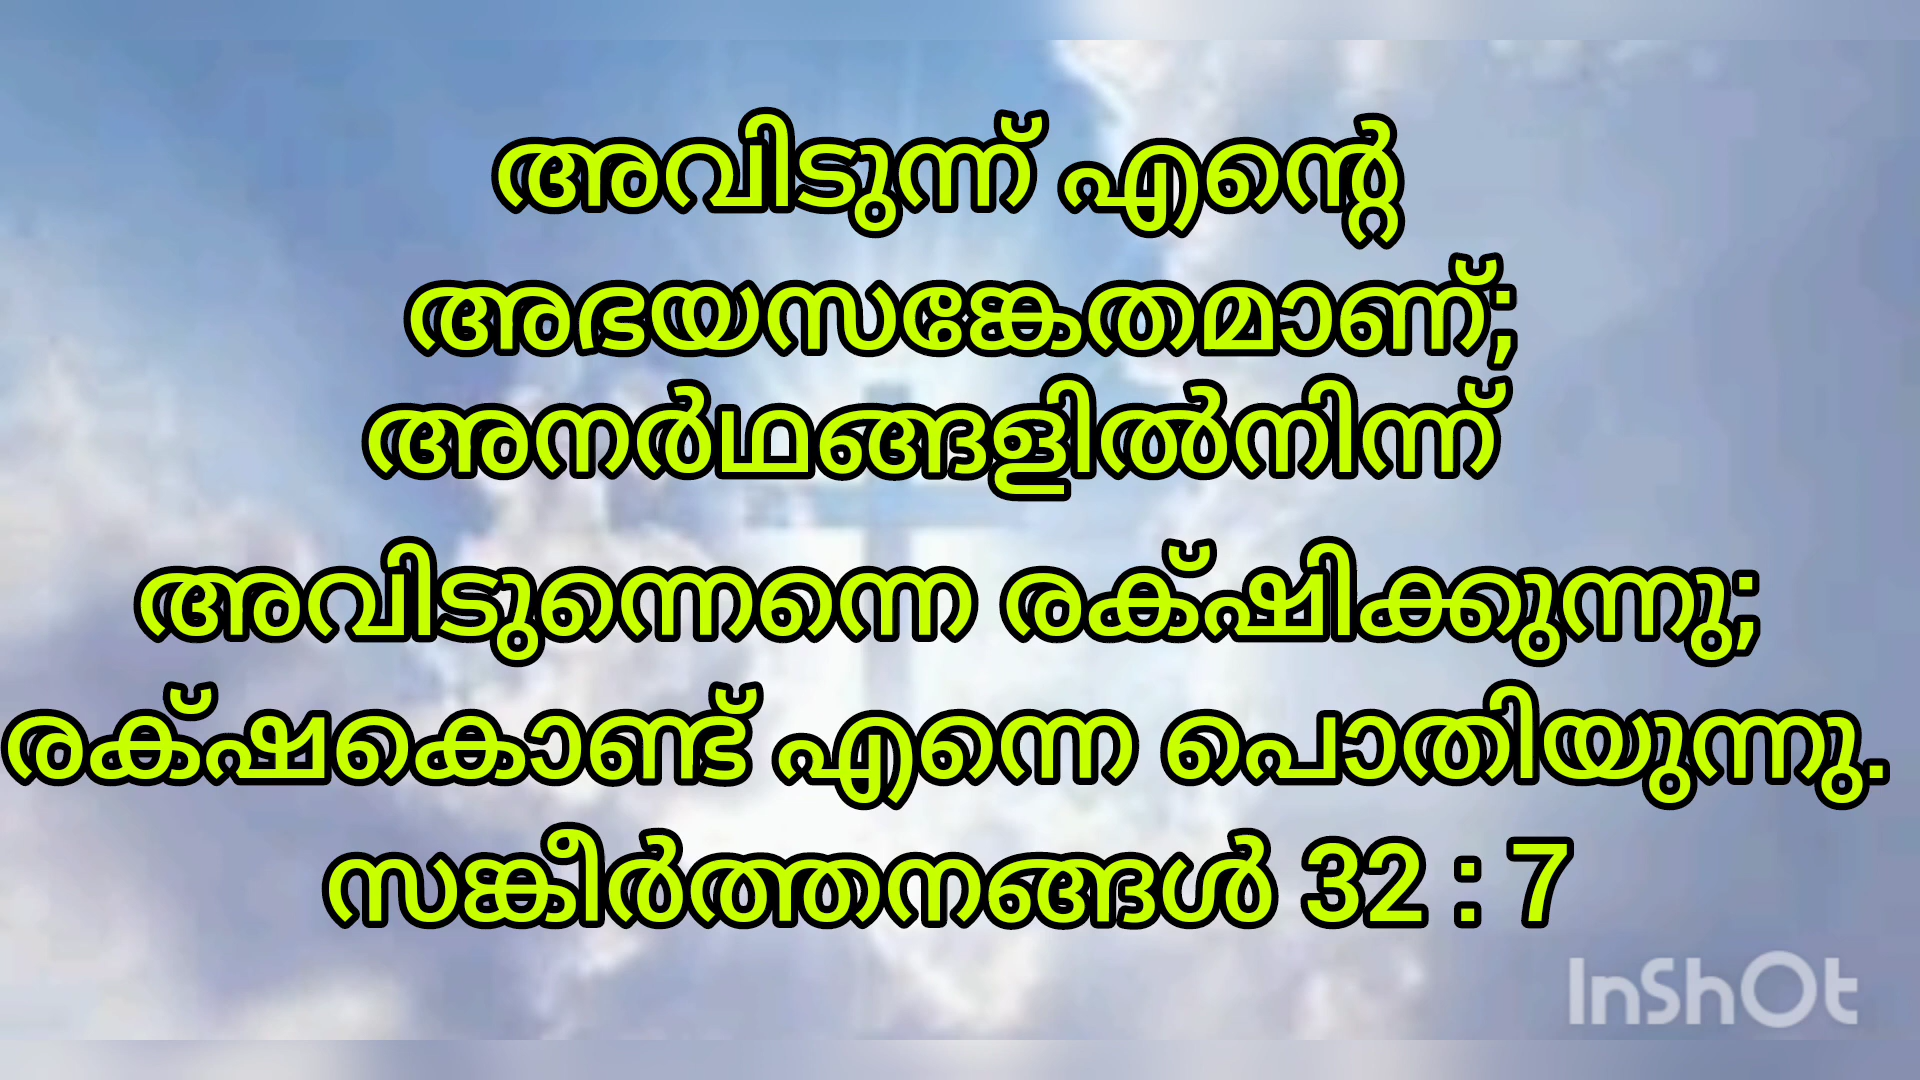 അവിടുന്ന് എന്റെ
അഭയസങ്കേതമാണ്;
അനർഥങ്ങളിൽനിന്ന്
അവിടുന്നെന്നെ രക്‌ഷിക്കുന്നു;
രക്‌ഷകൊണ്ട് എന്നെ പൊതിയുന്നു.
സങ്കീർത്തനങ്ങൾ 32 : 7
InShOt